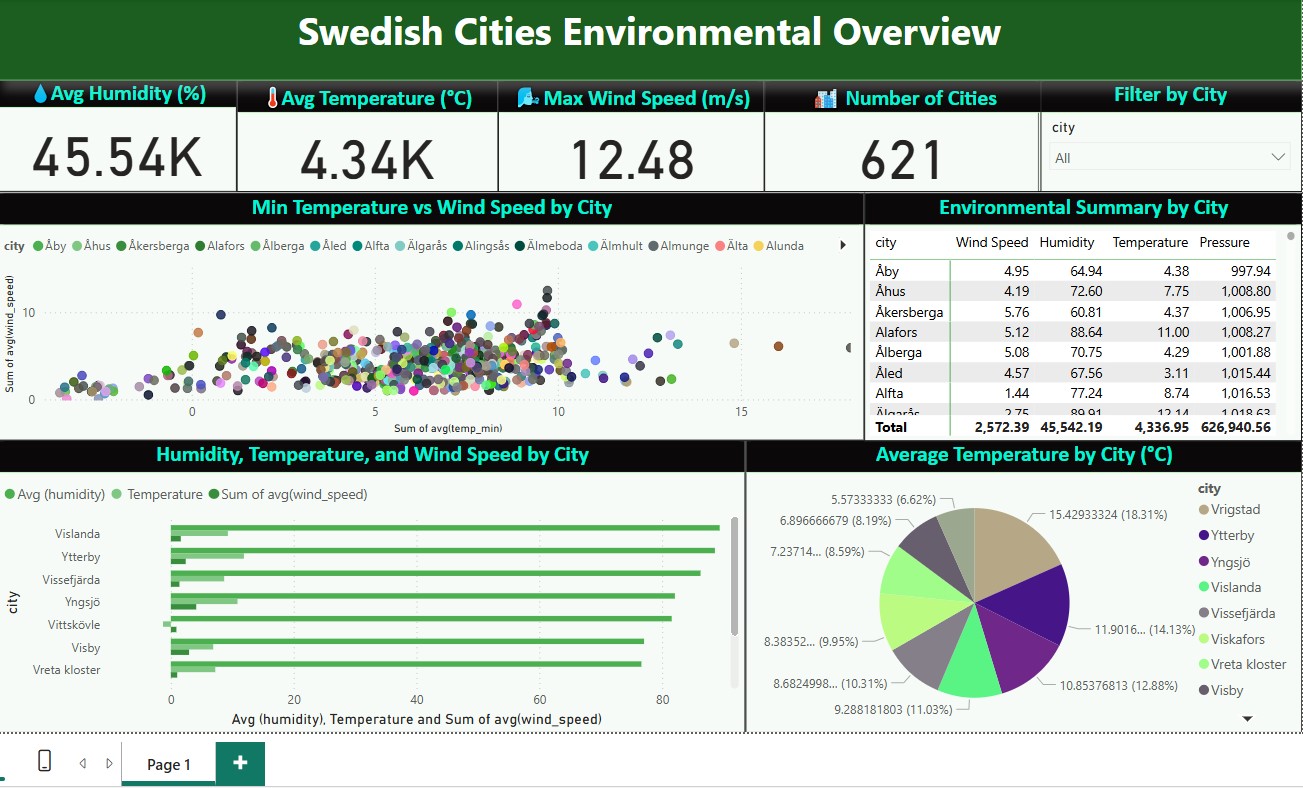 Swedish Cities Environmental Overview
Avg Humidity (%)
45.54K
Avg Temperature (°C)
4.34K
Max Wind Speed (m/s)
12.48
Number of Cities
621
Filter by City
city
All
Min Temperature vs Wind Speed by City
city Åby Åhus Åkersberga Alafors Ålberga Åled Alfta Älgarås Alingsås Älmeboda Älmhult Almunge Älta Alunda
Sum of avg(wind_speed)
10
0
0 5 10 15
Sum of avg(temp_min)
Environmental Summary by City
city Wind Speed Humidity Temperature Pressure
Åby 4.95 64.94 4.38 997.94
Åhus 4.19 72.60 7.75 1,008.80
Åkersberga 5.76 60.81 4.37 1,006.95
Alafors 5.12 88.64 11.00 1,008.27
Ålberga 5.08 70.75 4.29 1,001.88
Åled 4.57 67.56 3.11 1,015.44
Alfta 1.44 77.24 8.74 1,016.53
Älgarås 2.75 89.91 12.14 1,018.63
Total 2,572.39 45,542.19 4,336.95 626,940.56
Humidity, Temperature, and Wind Speed by City
Avg (humidity) Temperature Sum of avg(wind_speed)
city
Vislanda
Ytterby
Vissefjärda
Yngsjö
Vittskövle
Visby
Vreta kloster
0 20 40 60 80
Avg (humidity), Temperature and Sum of avg(wind_speed)
Average Temperature by City (°C)
5.57333333 (6.62%)
6.896666679 (8.19%)
7.23714... (8.59%)
8.38352... (9.95%)
8.6824998... (10.31%)
9.288181803 (11.03%)
15.42933324 (18.31%)
11.9016... (14.13%)
10.85376813 (12.88%)
city
Vrigstad
Ytterby
Yngsjö
Vislanda
Vissefjärda
Viskafors
Vreta kloster
Visby
Page 1
+